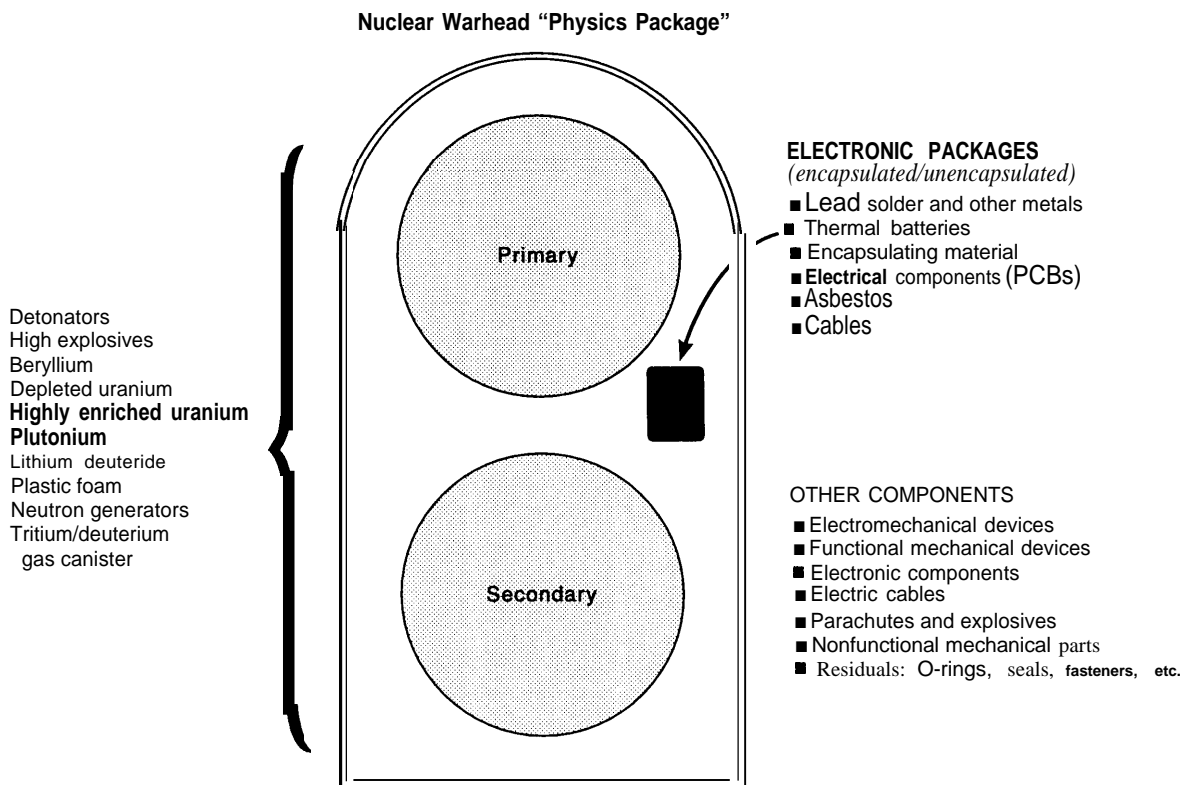 Nuclear Warhead “Physics Package”
Primary
Secondary
Detonators
High explosives
Beryllium
Depleted uranium
Highly enriched uranium
Plutonium
Lithium deuteride
Plastic foam
Neutron generators
Tritium/deuterium
gas canister
ELECTRONIC PACKAGES
(encapsulated/unencapsulated)
■ Lead solder and other metals
■ Thermal batteries
■ Encapsulating material
■ Electrical components (PCBs)
■ Asbestos
■ Cables
OTHER COMPONENTS
■ Electromechanical devices
■ Functional mechanical devices
■ Electronic components
■ Electric cables
■ Parachutes and explosives
■ Nonfunctional mechanical parts
■ Residuals: O-rings, seals, fasteners, etc.